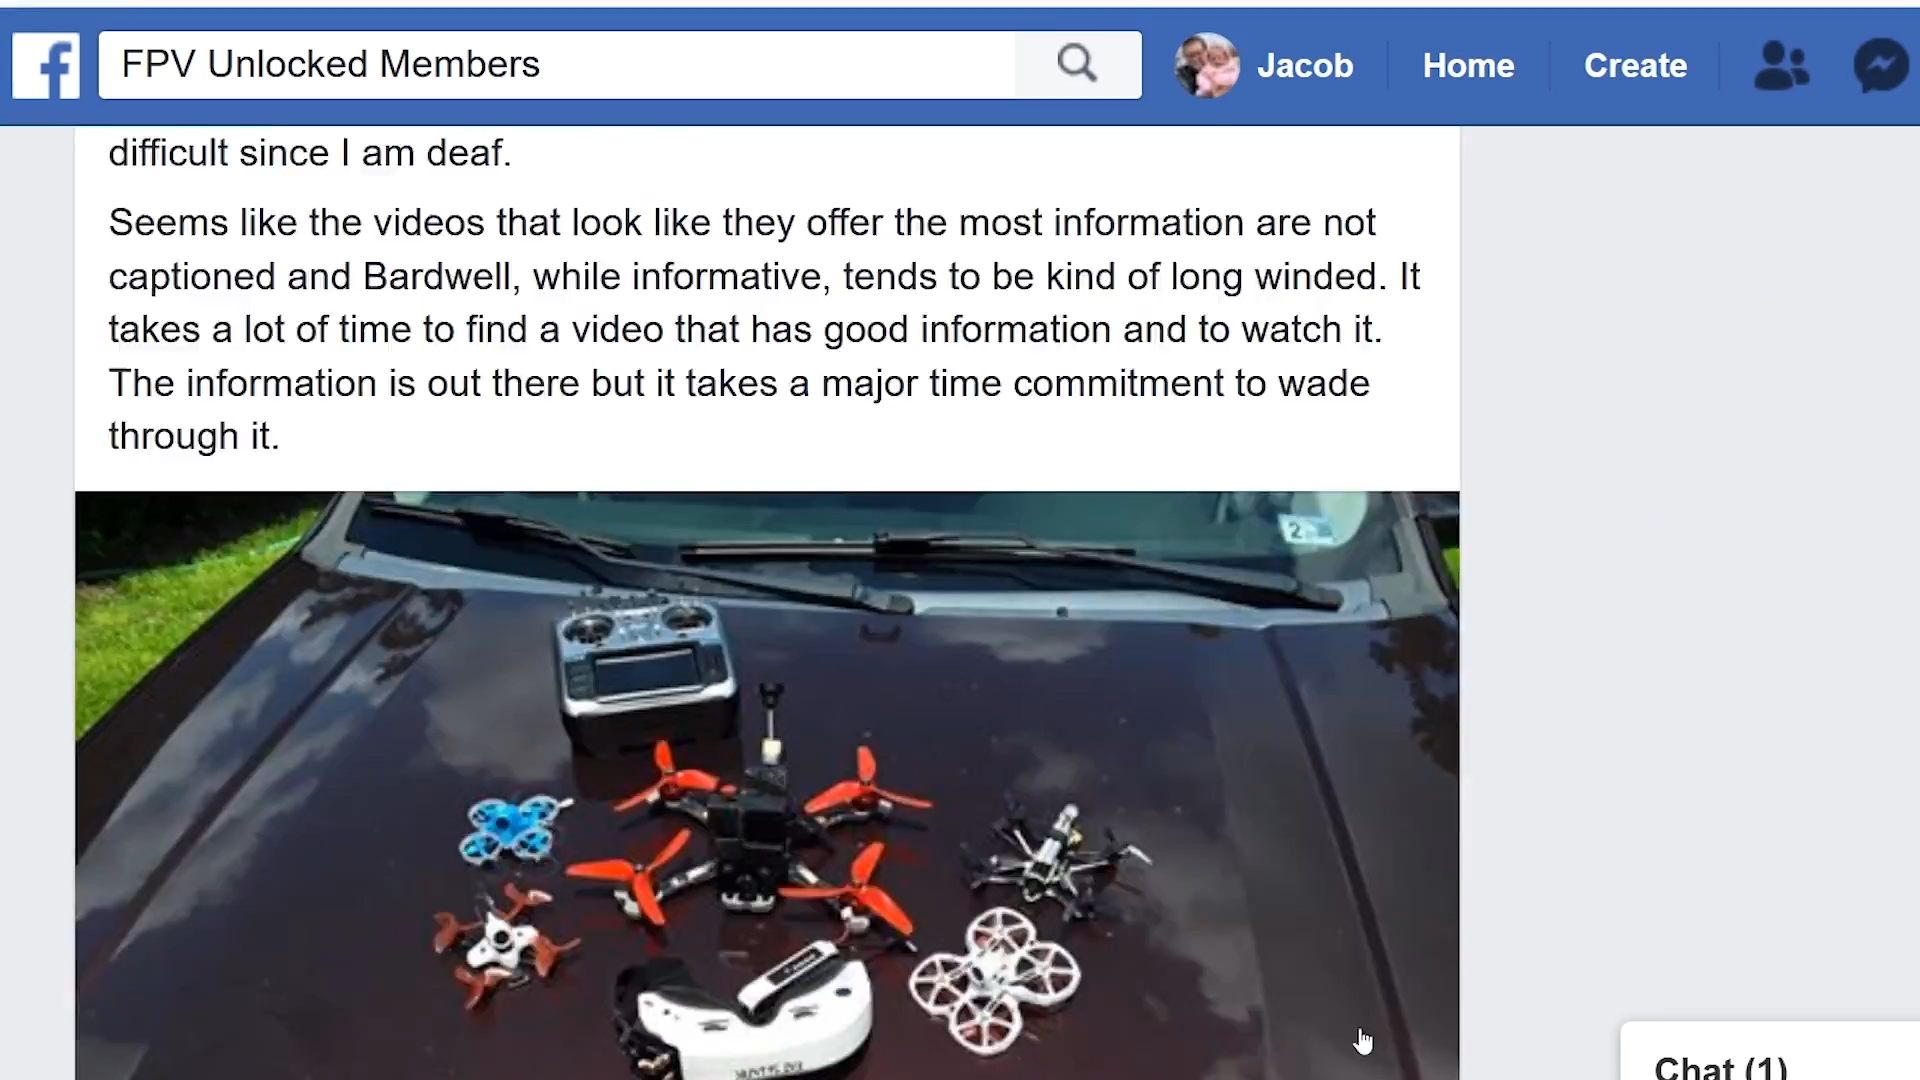 FPV Unlocked Members
Jacob
Home
Create
difficult since I am deaf.
Seems like the videos that look like they offer the most information are not
captioned and Bardwell, while informative, tends to be kind of long winded. It
takes a lot of time to find a video that has good information and to watch it.
The information is out there but it takes a major time commitment to wade
through it.
2
Chat (1)